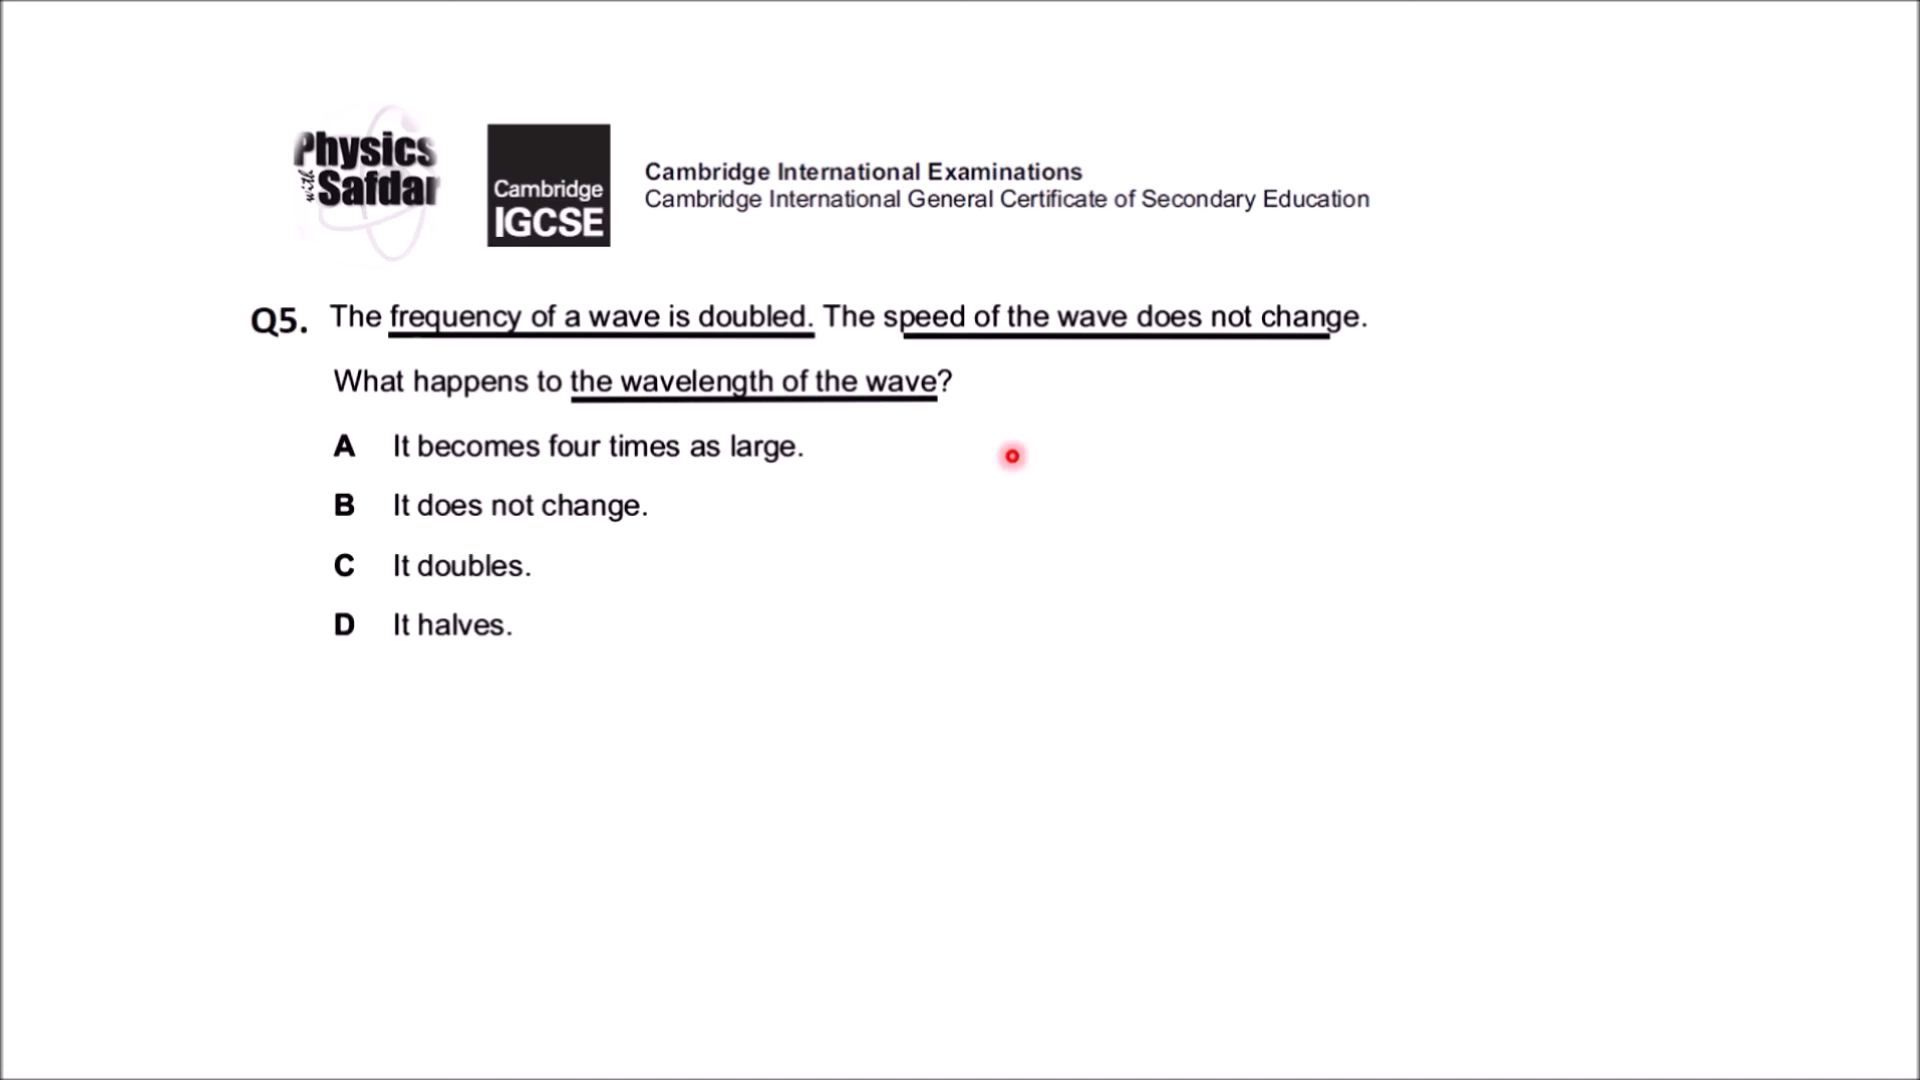 Physics
with Safdar
Cambridge
IGCSE
Cambridge International Examinations
Cambridge International General Certificate of Secondary Education
Q5. The frequency of a wave is doubled. The speed of the wave does not change.
What happens to the wavelength of the wave?
A It becomes four times as large.
B It does not change.
C It doubles.
D It halves.